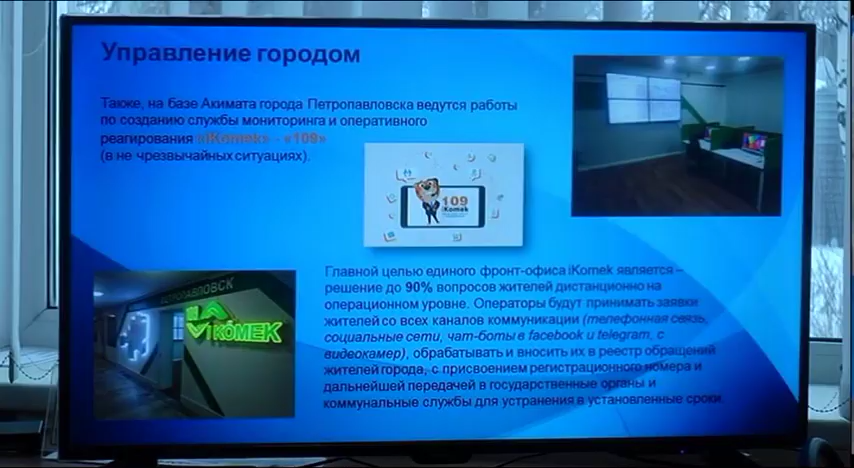 Управление городом
Также, на базе Акимата города Петропавловска ведутся работы
по созданию службы мониторинга и оперативного
реагирования «iKomek» - «109»
(в не чрезвычайных ситуациях).
109
iKomek
Главной целью единого фронт-офиса iKomek является –
решение до 90% вопросов жителей дистанционно на
операционном уровне. Операторы будут принимать заявки
жителей со всех каналов коммуникации (телефонная связь,
социальные сети, чат-боты в facebook и telegram, с
видеокамер), обрабатывать и вносить их в реестр обращений
жителей города, с присвоением регистрационного номера и
дальнейшей передачей в государственные органы и
коммунальные службы для устранения в установленные сроки.
ПЕТРОПАВЛОВСК
KOMEK